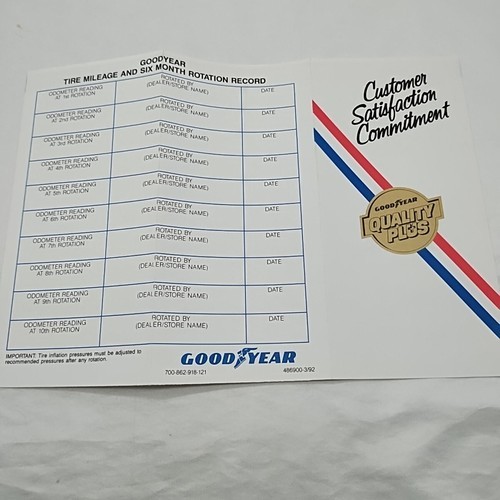 GOODYEAR
TIRE MILEAGE AND SIX MONTH ROTATION RECORD
ODOMETER READING
AT 1st ROTATION
ROTATED BY
(DEALER/STORE NAME)
DATE
ODOMETER READING
AT 2nd ROTATION
ROTATED BY
(DEALER/STORE NAME)
DATE
ODOMETER READING
AT 3rd ROTATION
ROTATED BY
(DEALER/STORE NAME)
DATE
ODOMETER READING
AT 4th ROTATION
ROTATED BY
(DEALER/STORE NAME)
DATE
ODOMETER READING
AT 5th ROTATION
ROTATED BY
(DEALER/STORE NAME)
DATE
ODOMETER READING
AT 6th ROTATION
ROTATED BY
(DEALER/STORE NAME)
DATE
ODOMETER READING
AT 7th ROTATION
ROTATED BY
(DEALER/STORE NAME)
DATE
ODOMETER READING
AT 8th ROTATION
ROTATED BY
(DEALER/STORE NAME)
DATE
ODOMETER READING
AT 9th ROTATION
ROTATED BY
(DEALER/STORE NAME)
DATE
ODOMETER READING
AT 10th ROTATION
ROTATED BY
(DEALER/STORE NAME)
DATE
IMPORTANT: Tire inflation pressures must be adjusted to
recommended pressures after any rotation.
GOODYEAR
700-862-918-121
486900-3/92
Customer
Satisfaction
Commitment
GOODYEAR
QUALITY
PLUS